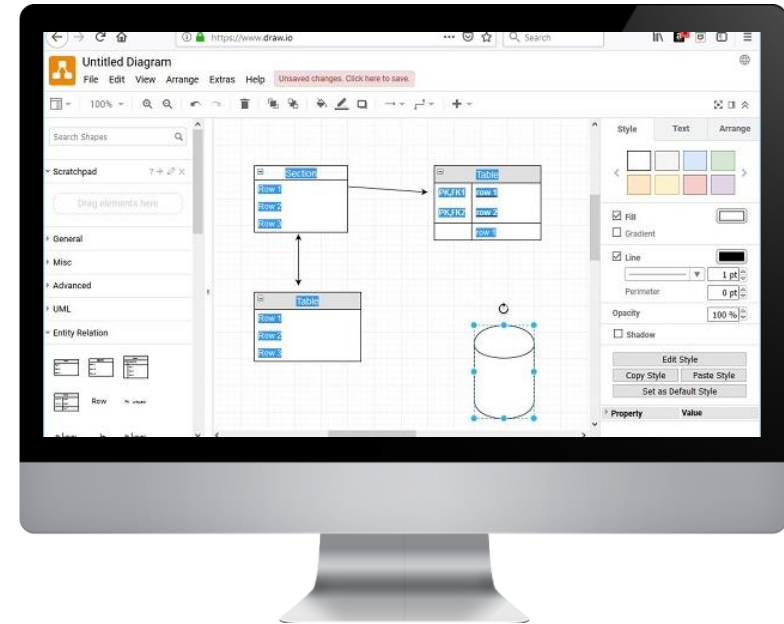 https://www.draw.io
Search
Untitled Diagram
File Edit View Arrange Extras Help Unsaved changes. Click here to save.
100%
Search Shapes
Scratchpad
Drag elements here
General
Misc
Advanced
UML
Entity Relation
Row
Section
Row 1
Row 2
Row 3
Table
PK,FK1 row 1
PK,FK2 row 2
row 1
Table
Row 1
Row 2
Row 3
Style Text Arrange
Fill
Gradient
Line
1 pt
Perimeter 0 pt
Opacity 100 %
Shadow
Edit Style
Copy Style Paste Style
Set as Default Style
Property Value